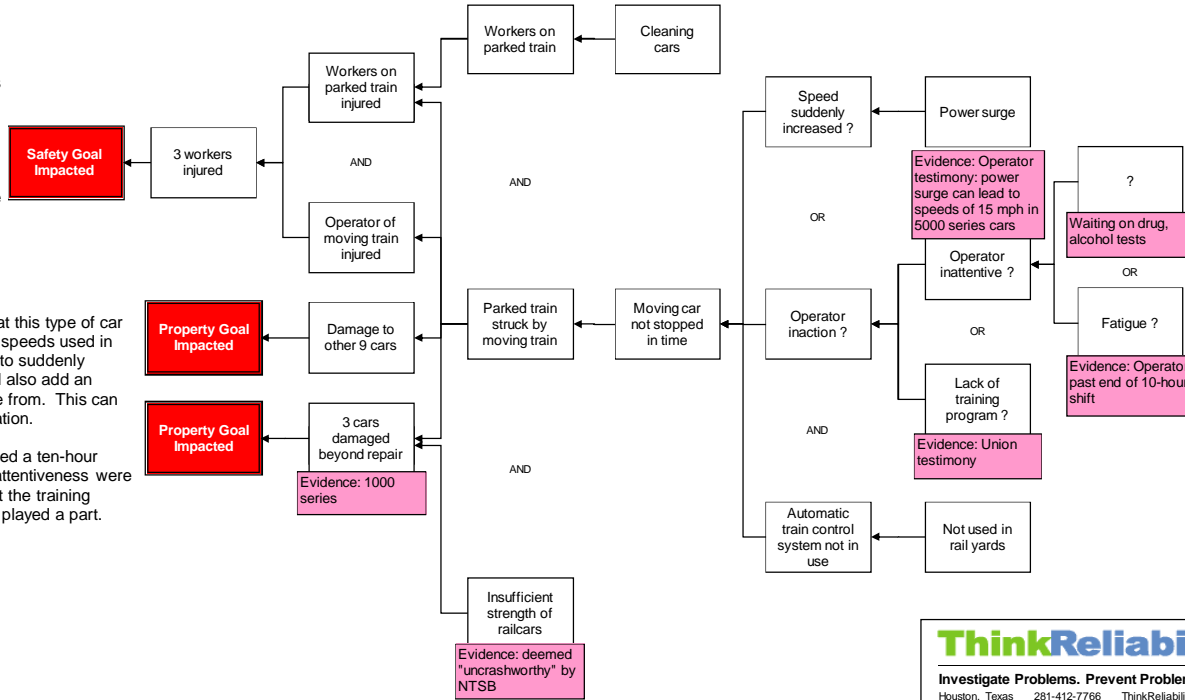 Workers on
parked train
Cleaning
cars
Workers on
parked train
injured
Speed
suddenly
increased ?
Power surge
Safety Goal
Impacted
3 workers
injured
AND
AND
Evidence: Operator
testimony: power
surge can lead to
speeds of 15 mph in
5000 series cars
?
Waiting on drug,
alcohol tests
Operator of
moving train
injured
OR
Operator
inattentive ?
OR
at this type of car
speeds used in
to suddenly
also add an
e from. This can
ation.
Property Goal
Impacted
Damage to
other 9 cars
Parked train
struck by
moving train
Moving car
not stopped
in time
Operator
inaction ?
OR
Fatigue ?
Evidence: Operato
past end of 10-hour
shift
Property Goal
Impacted
3 cars
damaged
beyond repair
Evidence: 1000
series
Lack of
training
program ?
Evidence: Union
testimony
AND
AND
ed a ten-hour
attentiveness were
t the training
played a part.
Automatic
train control
system not in
use
Not used in
rail yards
Insufficient
strength of
railcars
Evidence: deemed
"uncrashworthy" by
NTSB
ThinkReliabi
Investigate Problems. Prevent Probler
Houston, Texas 281-412-7766 ThinkReliabili